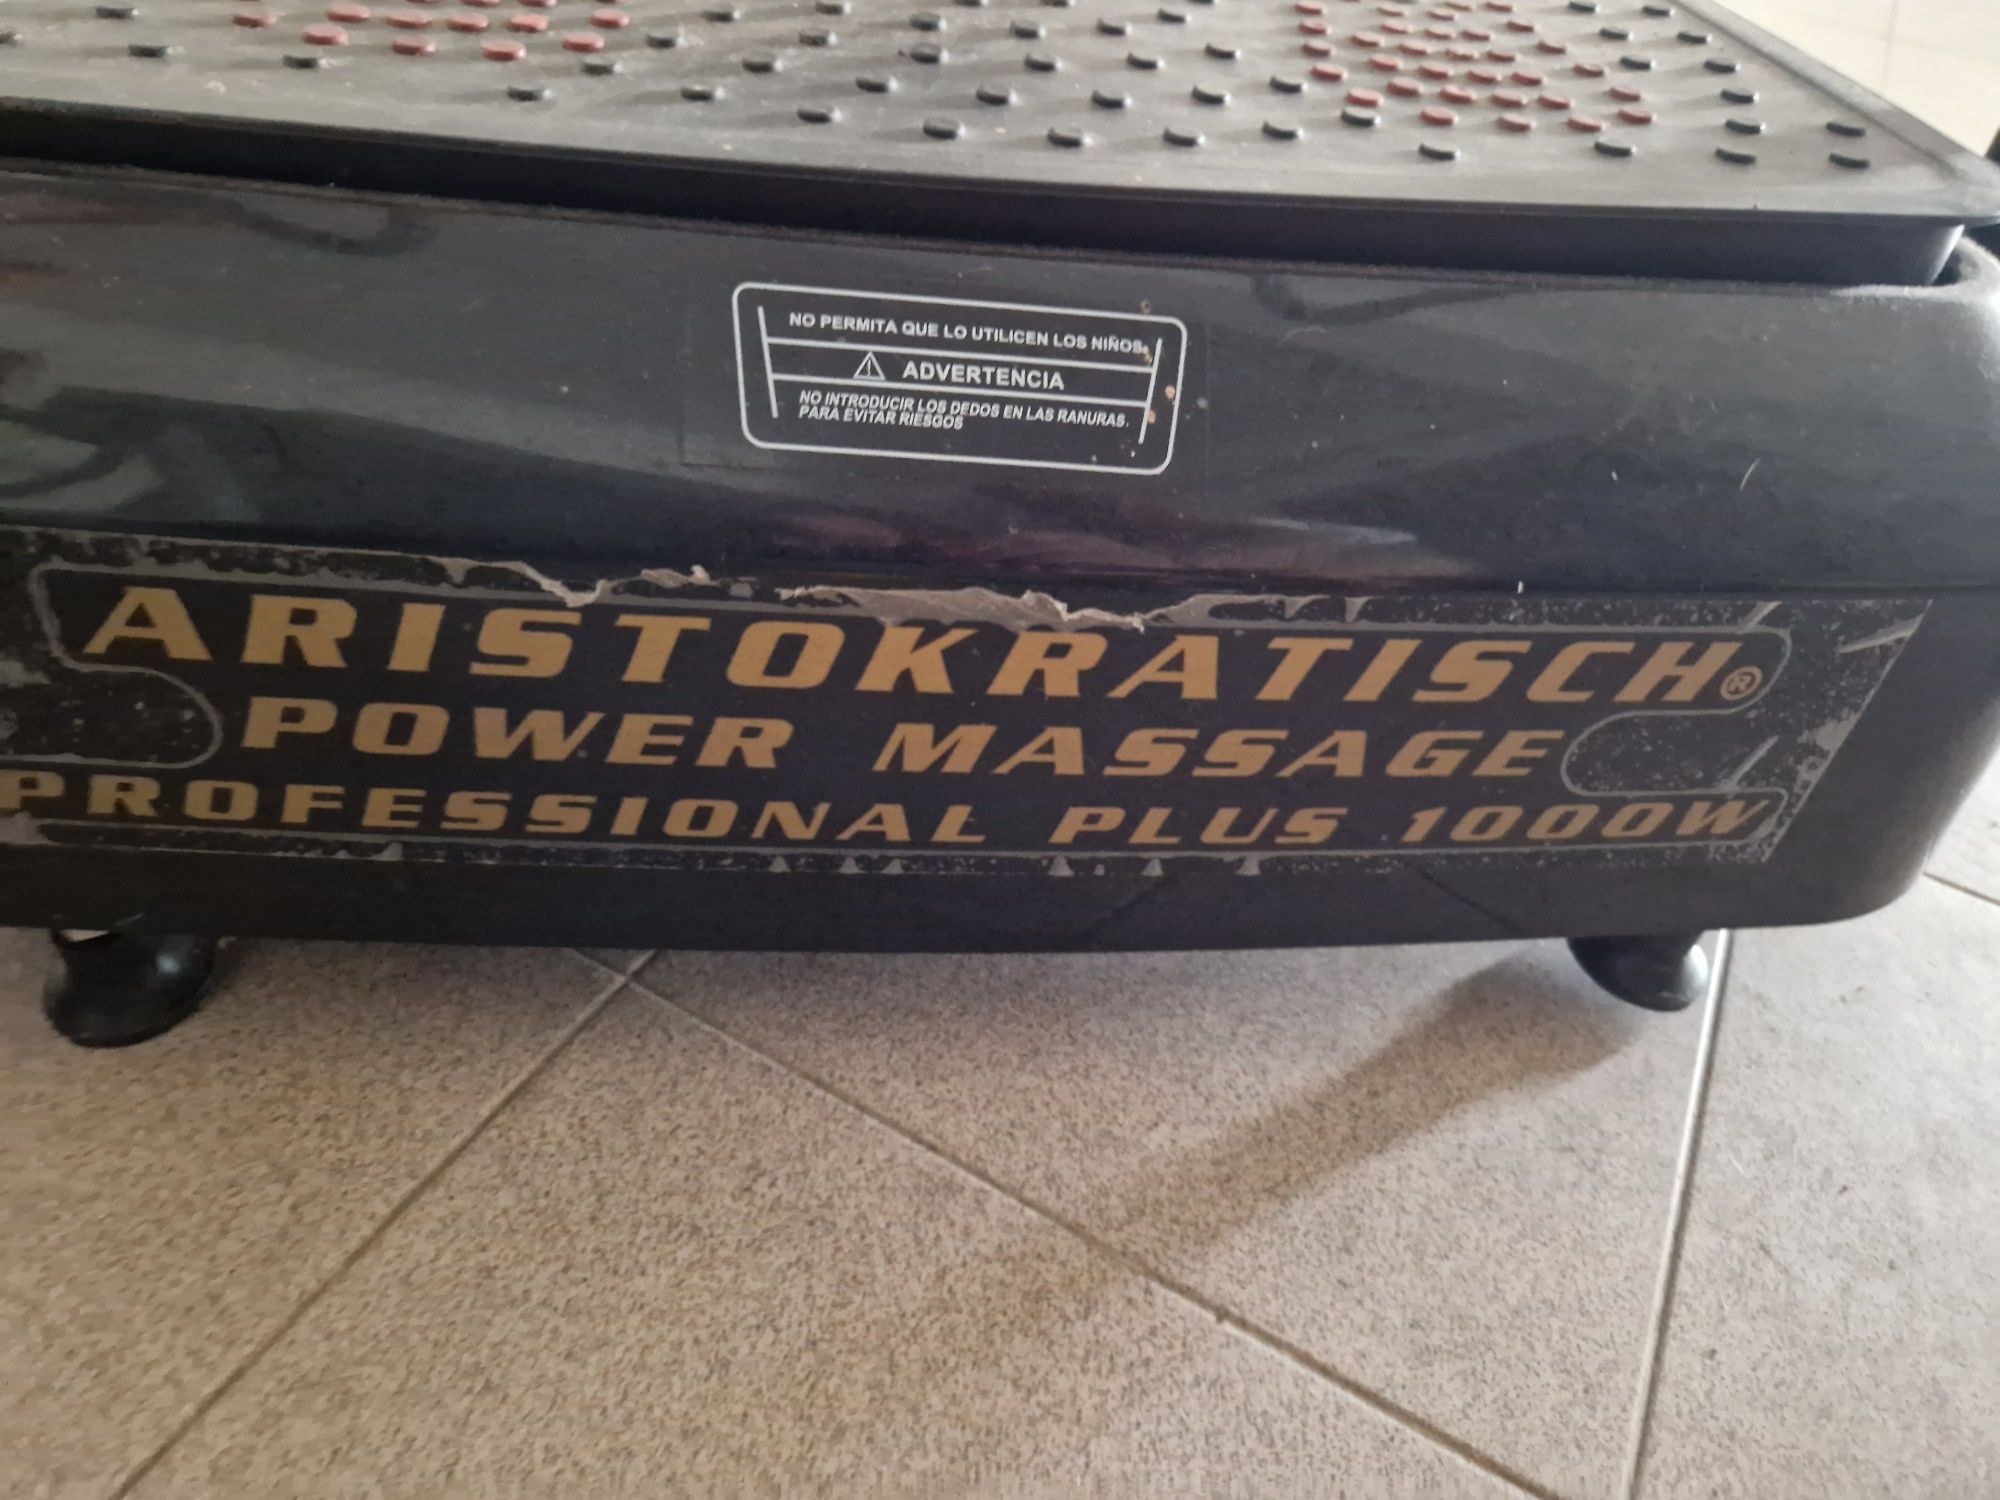 NO PERMITA QUE LO UTILICEN LOS NIÑOS.
ADVERTENCIA
NO INTRODUCIR LOS DEDOS EN LAS RANURAS.
PARA EVITAR RIESGOS
ARISTOKRATISCH®
POWER MASSAGE
PROFESSIONAL PLUS 1000W